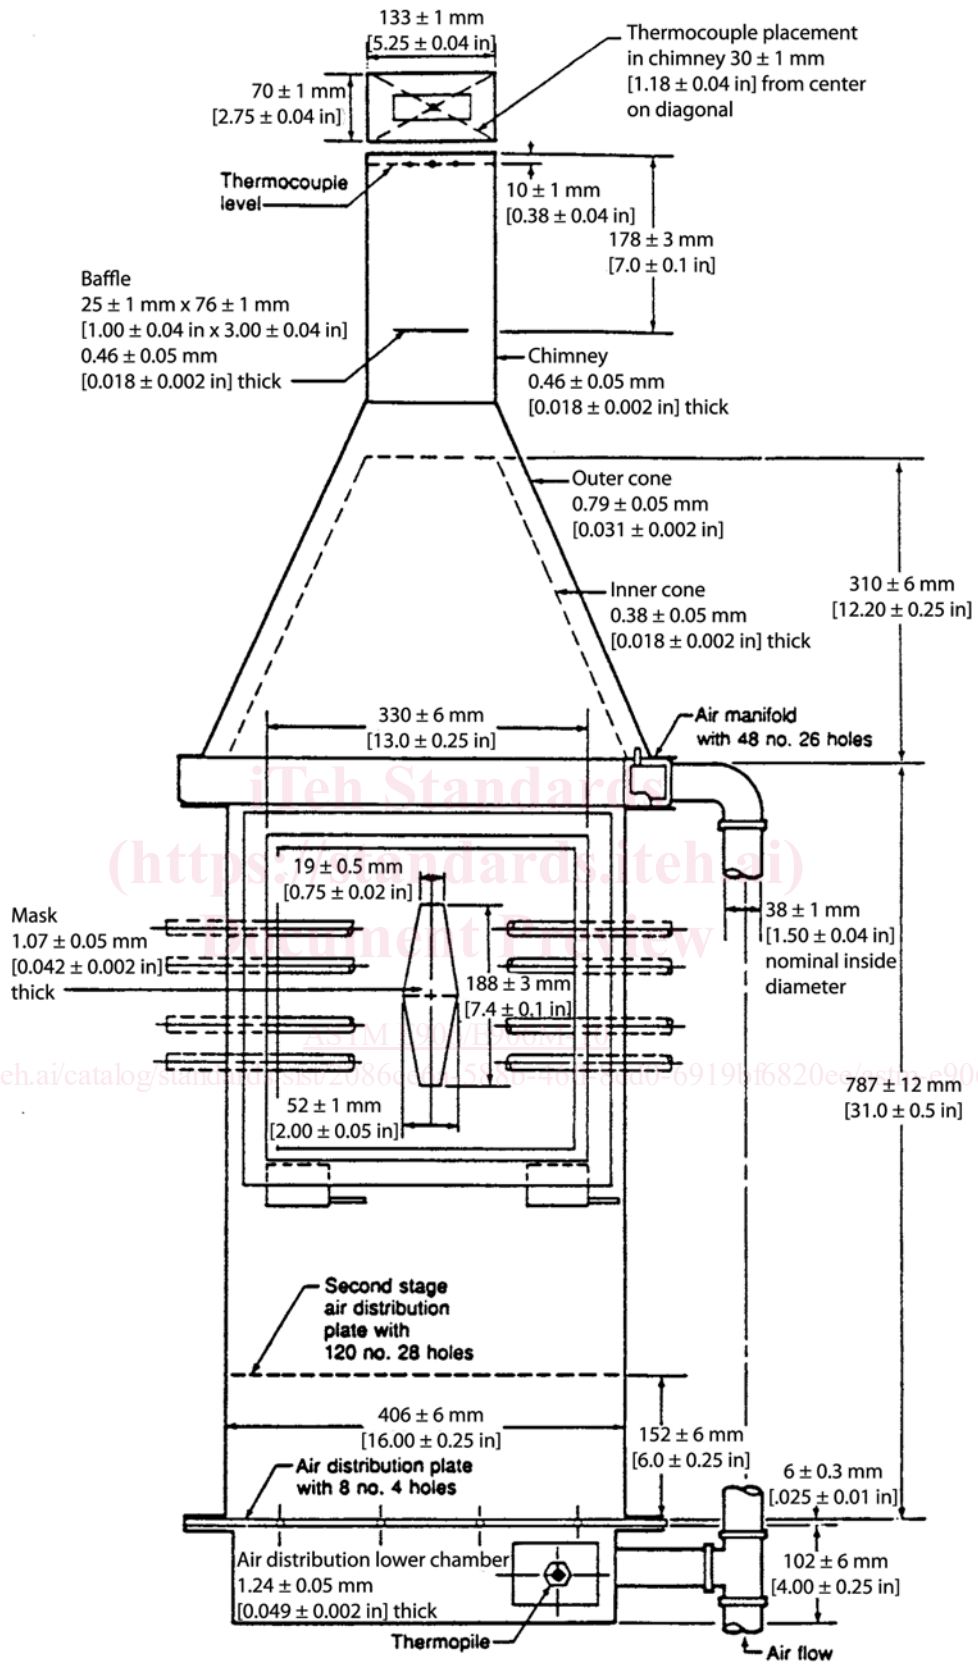 133 ± 1 mm
[5.25 ± 0.04 in]
Thermocouple placement
in chimney 30 ± 1 mm
[1.18 ± 0.04 in] from center
on diagonal
70 ± 1 mm
[2.75 ± 0.04 in]
Thermocouple
level
10 ± 1 mm
[0.38 ± 0.04 in]
178 ± 3 mm
[7.0 ± 0.1 in]
Baffle
25 ± 1 mm x 76 ± 1 mm
[1.00 ± 0.04 in x 3.00 ± 0.04 in]
0.46 ± 0.05 mm
[0.018 ± 0.002 in] thick
Chimney
0.46 ± 0.05 mm
[0.018 ± 0.002 in] thick
Outer cone
0.79 ± 0.05 mm
[0.031 ± 0.002 in]
310 ± 6 mm
[12.20 ± 0.25 in]
Inner cone
0.38 ± 0.05 mm
[0.018 ± 0.002 in] thick
330 ± 6 mm
[13.0 ± 0.25 in]
Air manifold
with 48 no. 26 holes
iTeh Standards
(https://standards.iteh.ai)
Document Preview
19 ± 0.5 mm
[0.75 ± 0.02 in]
Mask
1.07 ± 0.05 mm
[0.042 ± 0.002 in]
thick
38 ± 1 mm
[1.50 ± 0.04 in]
nominal inside
diameter
188 ± 3 mm
[7.4 ± 0.1 in]
ASTM
eh.ai/catalog/standards/sist/2086
52 ± 1 mm
[2.00 ± 0.05 in]
787 ± 12 mm
[31.0 ± 0.5 in]
Second stage
air distribution
plate with
120 no. 28 holes
406 ± 6 mm
[16.00 ± 0.25 in]
152 ± 6 mm
[6.0 ± 0.25 in]
Air distribution plate
with 8 no. 4 holes
6 ± 0.3 mm
[.025 ± 0.01 in]
Air distribution lower chamber
1.24 ± 0.05 mm
[0.049 ± 0.002 in] thick
102 ± 6 mm
[4.00 ± 0.25 in]
Thermopile
Air flow